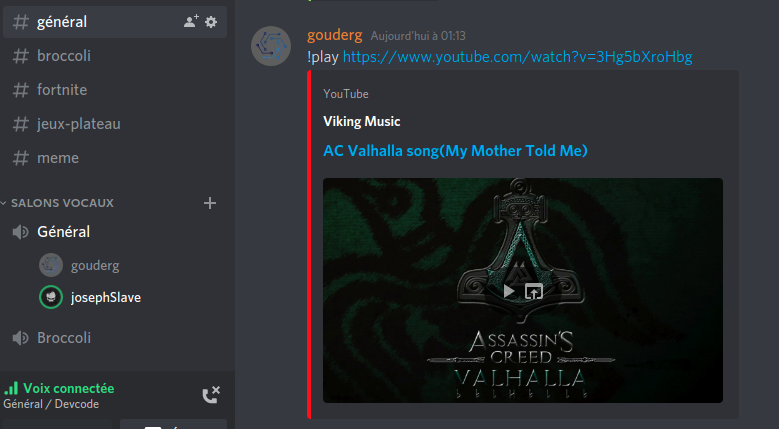 général
broccoli
fortnite
jeux-plateau
meme
SALONS VOCAUX
Général
gouderg
josephSlave
Broccoli
Voix connectée
Général / Devcode
gouderg Aujourd'hui à 01:13
!play https://www.youtube.com/watch?v=3Hg5bXroHbg
YouTube
Viking Music
AC Valhalla song(My Mother Told Me)
ASSASSIN'S
CREED
VALHALLA